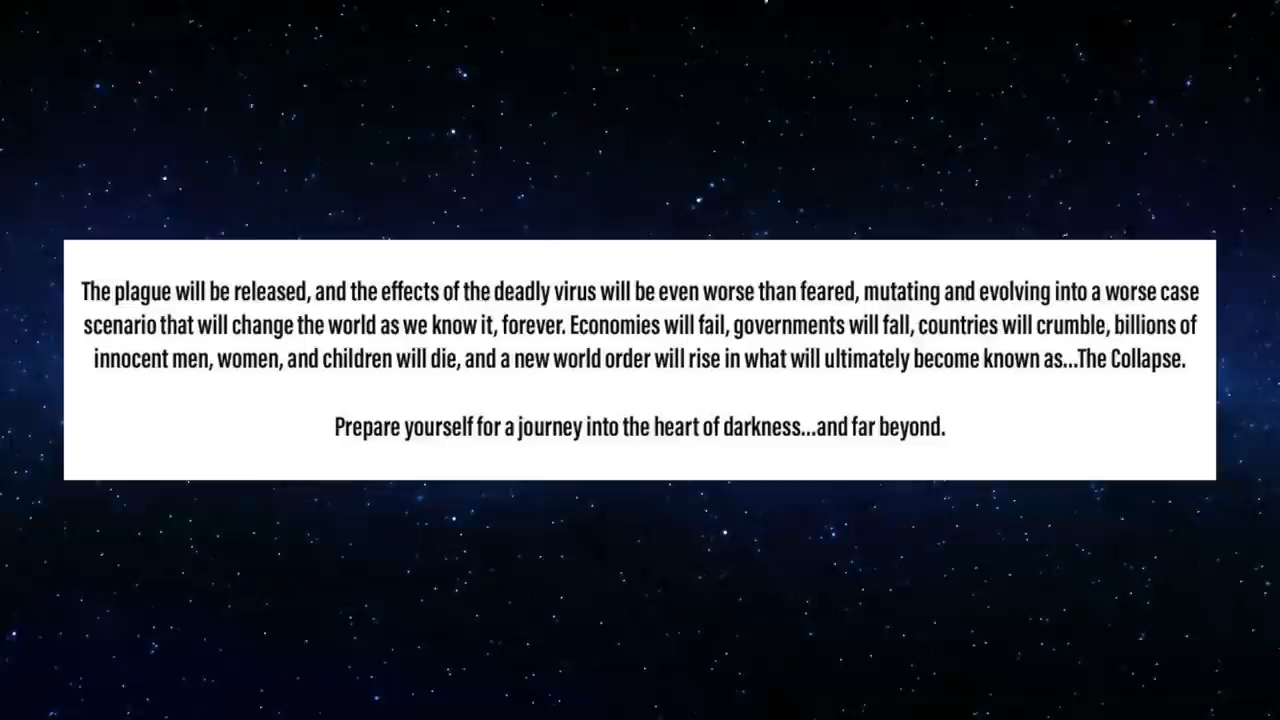 The plague will be released, and the effects of the deadly virus will be even worse than feared, mutating and evolving into a worse case
scenario that will change the world as we know it, forever. Economies will fail, governments will fall, countries will crumble, billions of
innocent men, women, and children will die, and a new world order will rise in what will ultimately become known as...The Collapse.
Prepare yourself for a journey into the heart of darkness...and far beyond.